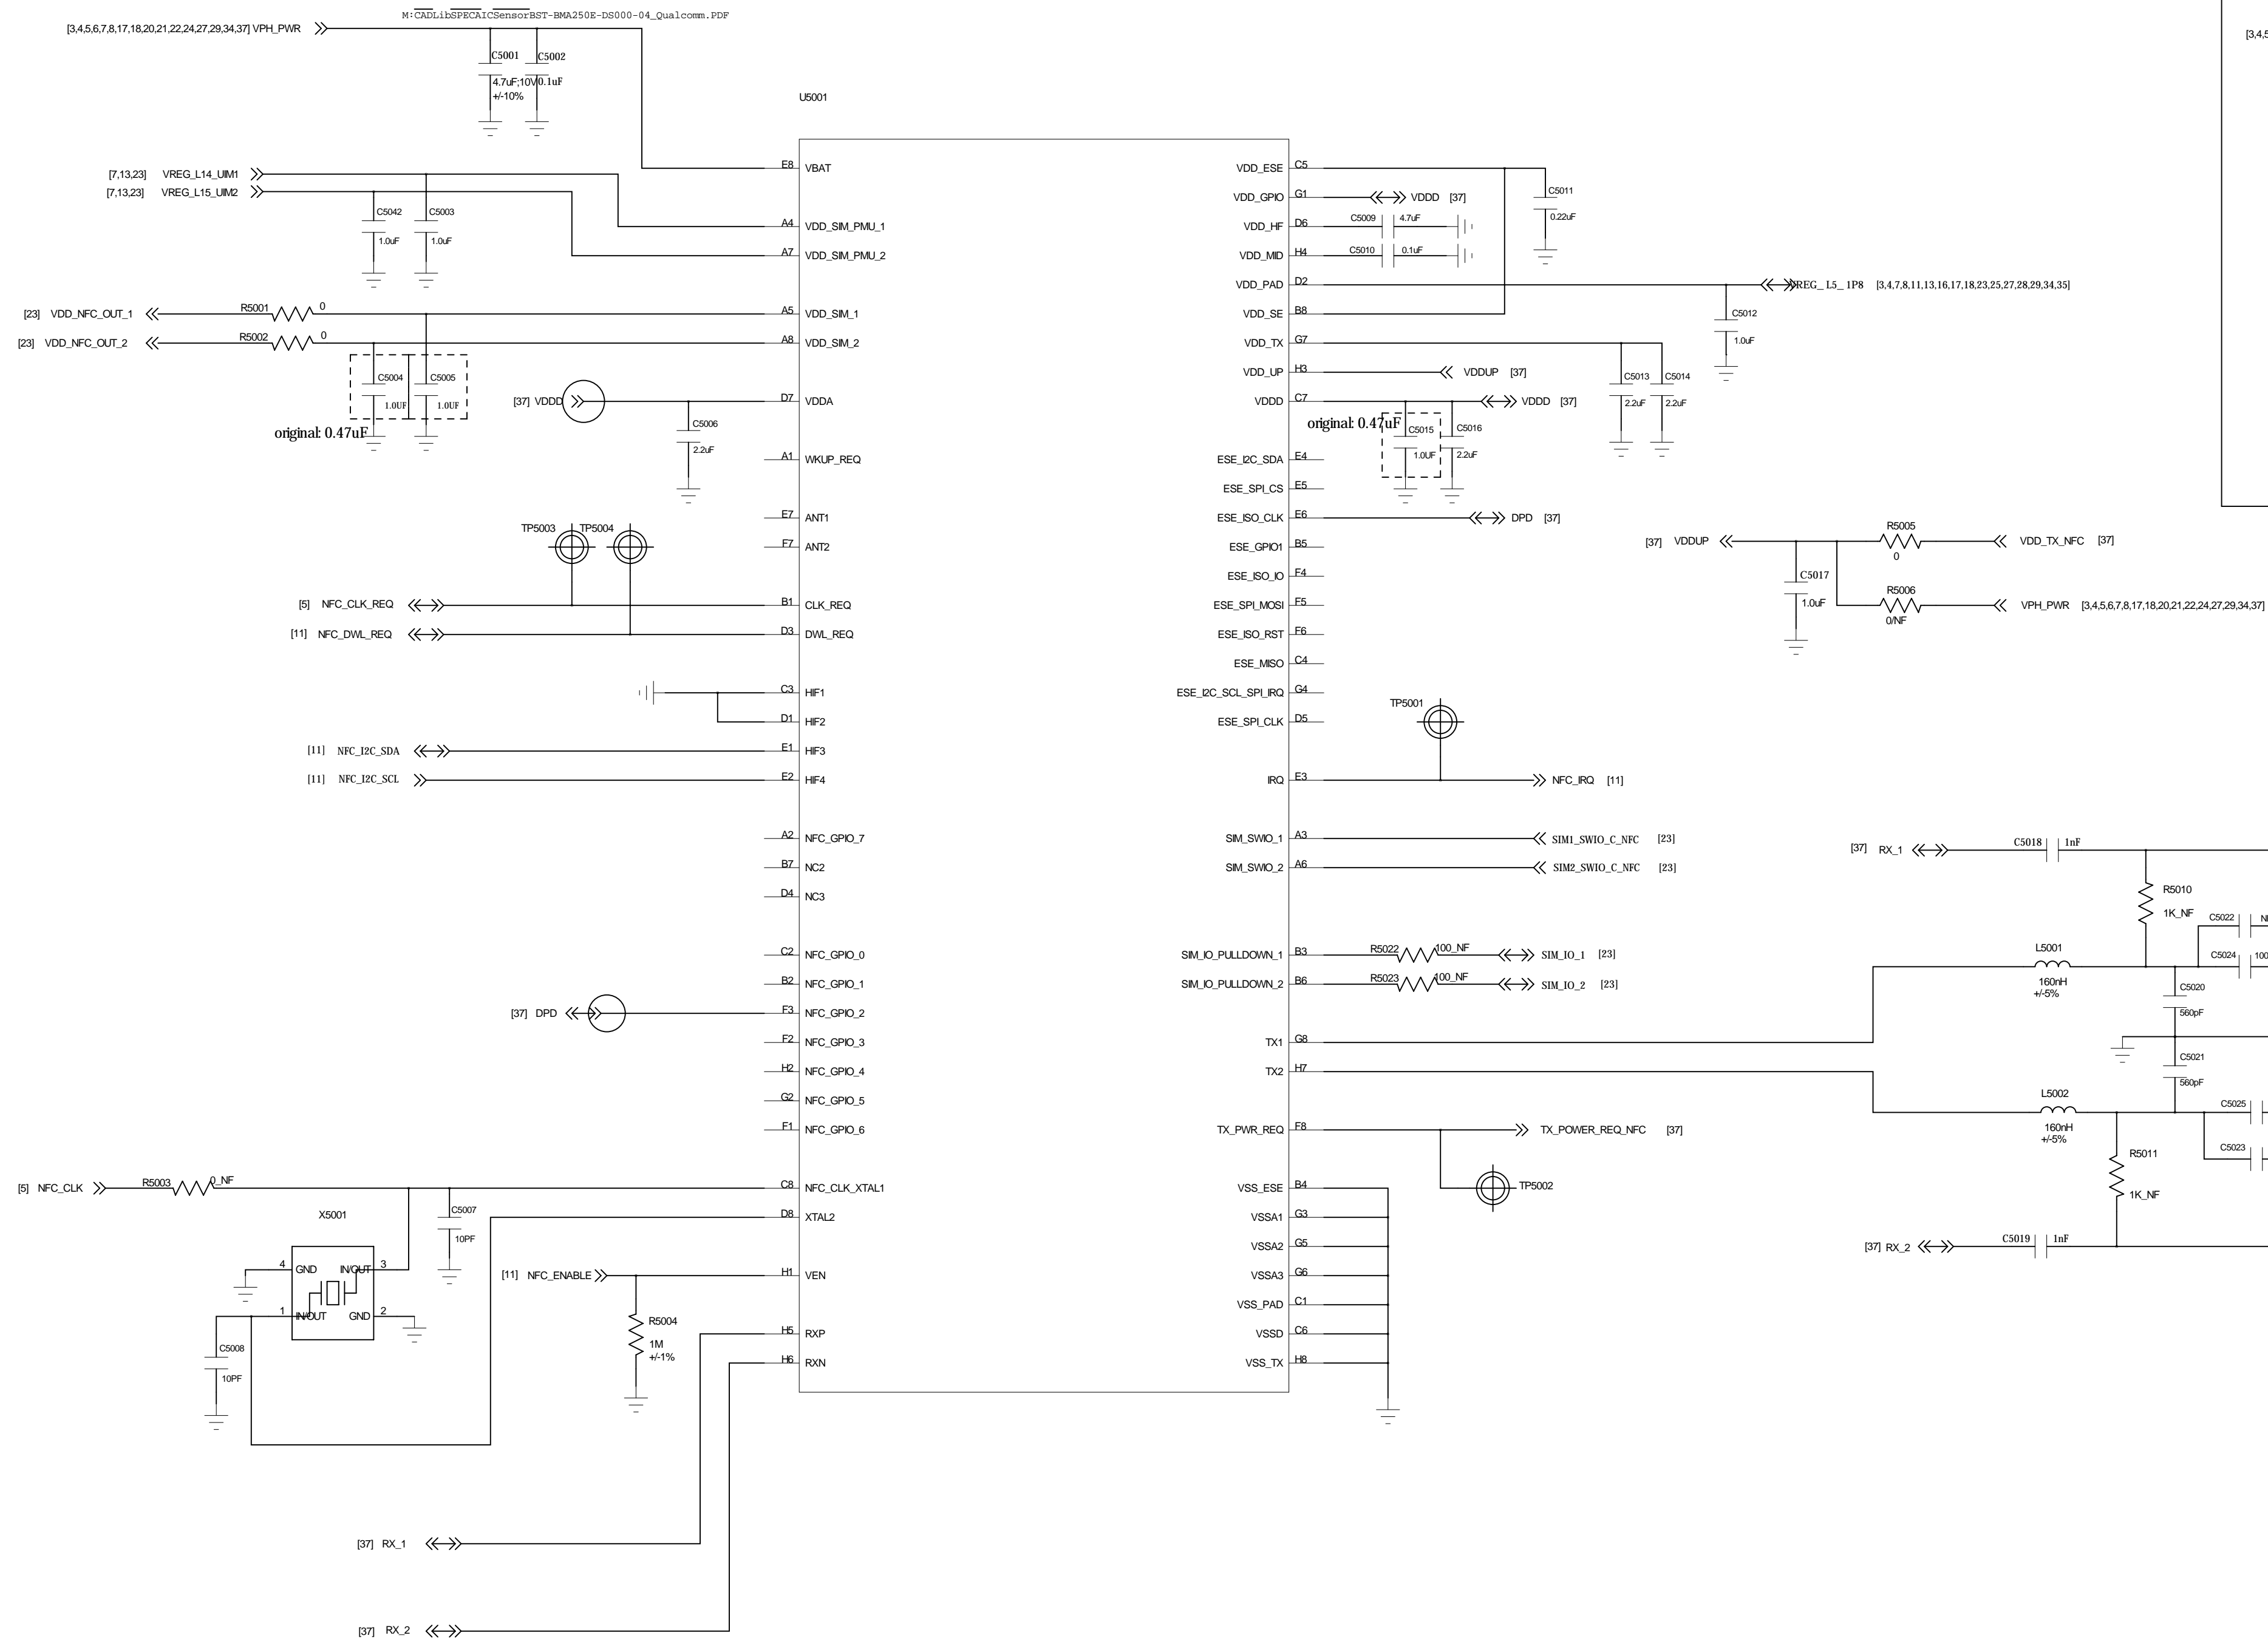 M:CADLibSPECAICSensorBST-BMA250E-DS000-04_Qualcomm.PDF
[3,4,5,6,7,8,17,18,20,21,22,24,27,29,34,37] VPH_PWR
[3,4,5
C5001
C5002
4.7uF;10V
0.1uF
+/-10%
U5001
E8 VBAT
VDD_ESE C5
[7,13,23] VREG_L14_UIM1
[7,13,23] VREG_L15_UIM2
C5042
1.0uF
C5003
1.0uF
A4 VDD_SIM_PMU_1
A7 VDD_SIM_PMU_2
VDD_GPIO G1
VDDD [37]
VDD_HF D6
C5009 4.7uF
VDD_MID H4
C5010 0.1uF
C5011
0.22uF
VDD_PAD D2
VREG_L5_1P8 [3,4,7,8,11,13,16,17,18,23,25,27,28,29,34,35]
[23] VDD_NFC_OUT_1
R5001 0
A5 VDD_SIM_1
VDD_SE B8
C5012
1.0uF
[23] VDD_NFC_OUT_2
R5002 0
A8 VDD_SIM_2
VDD_TX G7
C5004
1.0UF
C5005
1.0UF
original: 0.47uF
VDD_UP H3
VDDUP [37]
C5013
2.2uF
C5014
2.2uF
[37] VDDD
D7 VDDA
C5006
2.2uF
VDDD C7
VDDD [37]
original: 0.47uF
C5015
1.0UF
C5016
2.2uF
A1 WKUP_REQ
ESE_I2C_SDA E4
ESE_SPI_CS E5
E7 ANT1
ESE_ISO_CLK E6
DPD [37]
TP5003
TP5004
F7 ANT2
ESE_GPIO1 B5
[37] VDDUP
R5005
0
VDD_TX_NFC [37]
C5017
1.0uF
ESE_ISO_IO F4
R5006
0/NF
VPH_PWR [3,4,5,6,7,8,17,18,20,21,22,24,27,29,34,37]
[5] NFC_CLK_REQ
B1 CLK_REQ
ESE_SPI_MOSI F5
[11] NFC_DWL_REQ
D3 DWL_REQ
ESE_ISO_RST F6
ESE_MISO C4
C3 HIF1
ESE_I2C_SCL_SPI_IRQ G4
D1 HIF2
ESE_SPI_CLK D5
TP5001
[11] NFC_I2C_SDA
E1 HIF3
[11] NFC_I2C_SCL
E2 HIF4
IRQ E3
NFC_IRQ [11]
A2 NFC_GPIO_7
SIM_SWIO_1 A3
SIM1_SWIO_C_NFC [23]
B7 NC2
SIM_SWIO_2 A6
SIM2_SWIO_C_NFC [23]
D4 NC3
[37] RX_1
C5018 1nF
R5010
1K_NF
C5022
C5024 100
C2 NFC_GPIO_0
SIM_IO_PULLDOWN_1 B3
R5022 100_NF
SIM_IO_1 [23]
L5001
160nH
+/-5%
B2 NFC_GPIO_1
SIM_IO_PULLDOWN_2 B6
R5023 100_NF
SIM_IO_2 [23]
C5020
560pF
[37] DPD
F3 NFC_GPIO_2
F2 NFC_GPIO_3
TX1 G8
C5021
560pF
H2 NFC_GPIO_4
TX2 H7
G2 NFC_GPIO_5
L5002
160nH
+/-5%
C5025
C5023
F1 NFC_GPIO_6
TX_PWR_REQ F8
TX_POWER_REQ_NFC [37]
R5011
1K_NF
TP5002
[5] NFC_CLK
R5003 0_NF
C8 NFC_CLK_XTAL1
VSS_ESE B4
X5001
C5007
10PF
D8 XTAL2
VSSA1 G3
VSSA2 G5
[37] RX_2
C5019 1nF
4 GND IN/OUT 3
1 IN/OUT GND 2
[11] NFC_ENABLE
H1 VEN
VSSA3 G6
VSS_PAD C1
R5004
1M
+/-1%
H5 RXP
VSSD C6
C5008
10PF
H6 RXN
VSS_TX H8
[37] RX_1
[37] RX_2